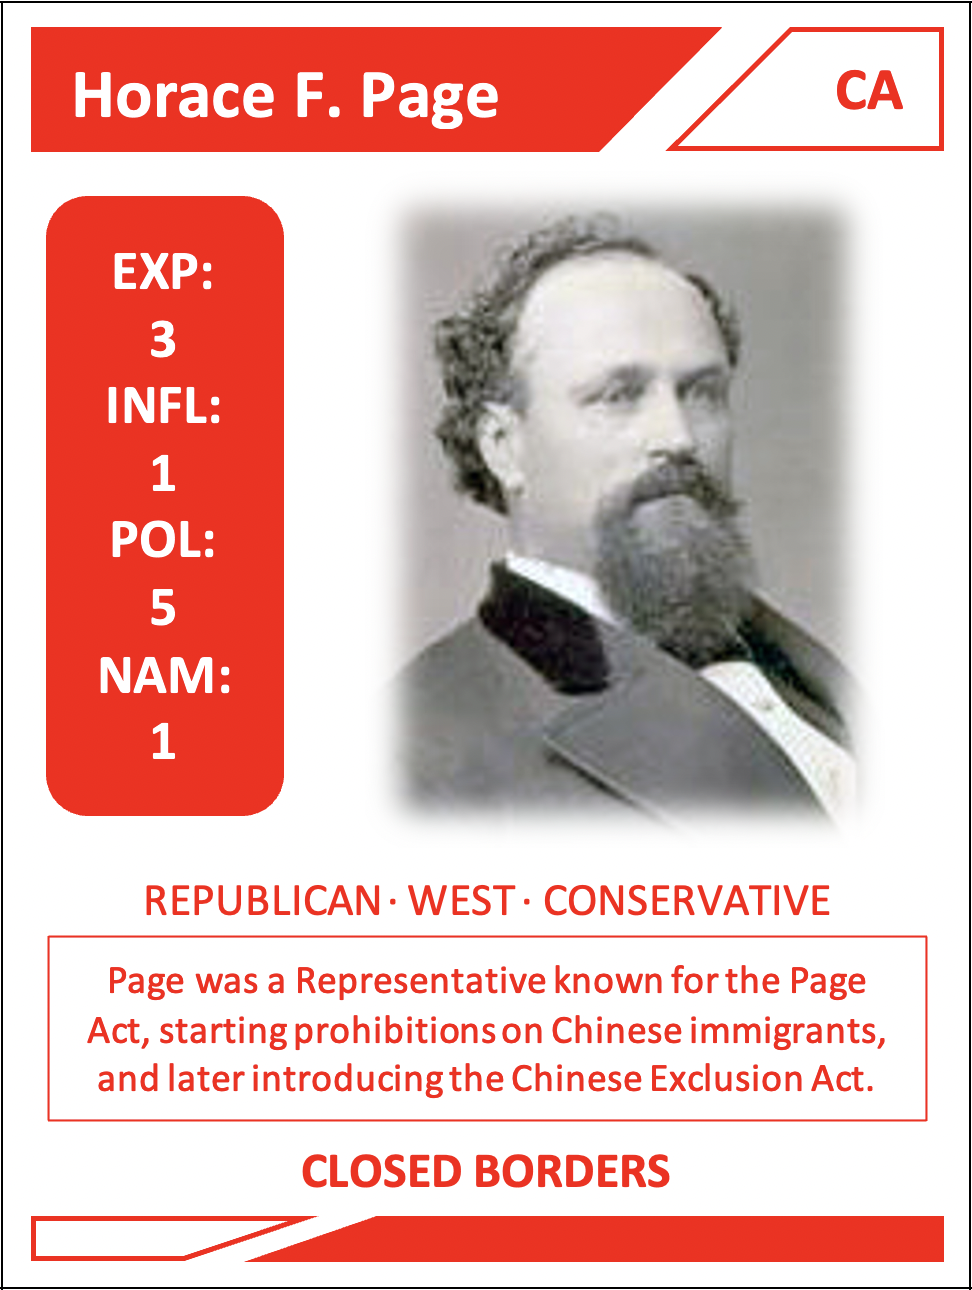 Horace F. Page
CA
EXP:
3
INFL:
1
POL:
5
NAM:
1
REPUBLICAN · WEST · CONSERVATIVE
Page was a Representative known for the Page
Act, starting prohibitions on Chinese immigrants,
and later introducing the Chinese Exclusion Act.
CLOSED BORDERS